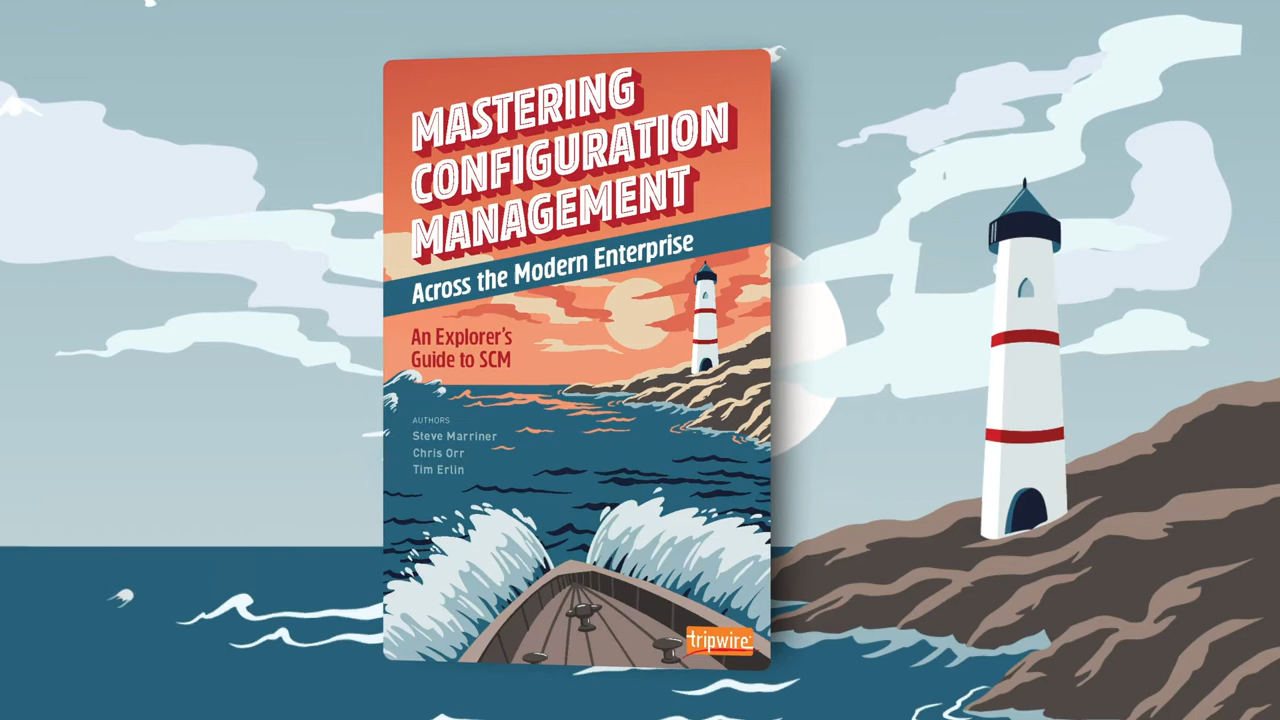 MASTERING
CONFIGURATION
MANAGEMENT
Across the Modern Enterprise
An Explorer's
Guide to SCM
AUTHORS
Steve Marriner
Chris Orr
Tim Erlin
tripwire